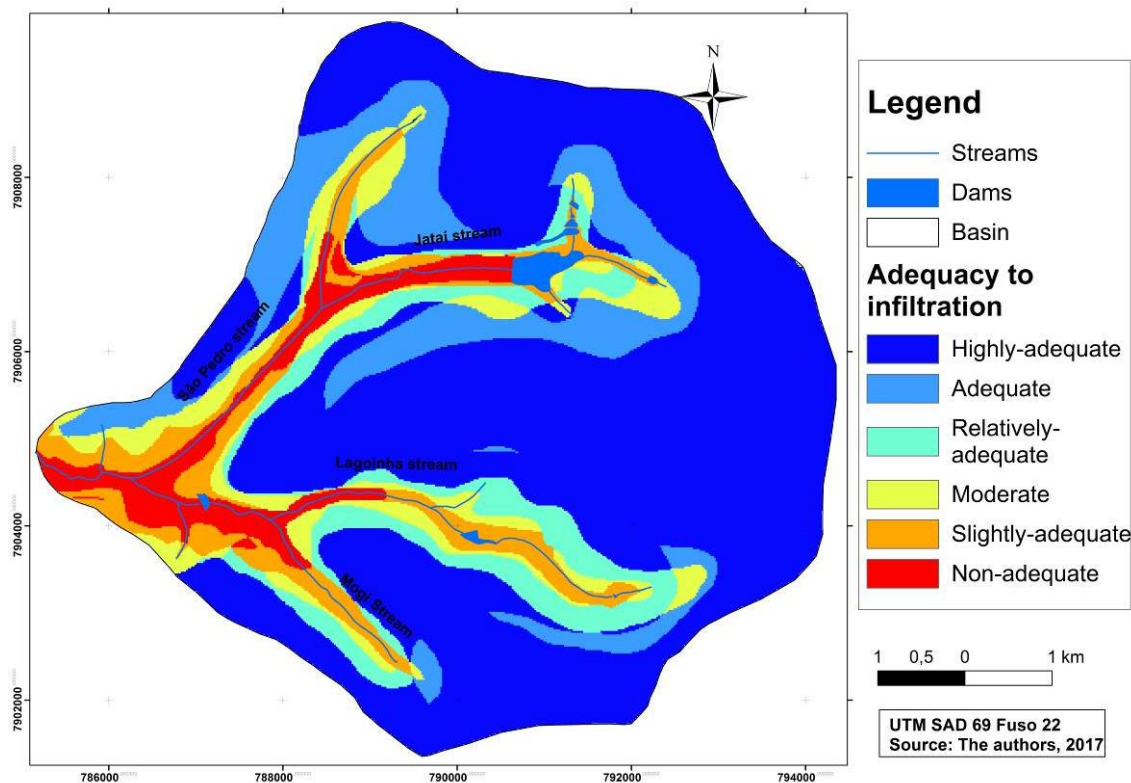 N
Jataí stream
São Pedro stream
Lagoinha stream
Mogi Stream
7908000
7906000
7904000
7902000
786000
788000
790000
792000
794000
Legend
Streams
Dams
Basin
Adequacy to
infiltration
Highly-adequate
Adequate
Relatively-
adequate
Moderate
Slightly-adequate
Non-adequate
1 0,5 0 1 km
UTM SAD 69 Fuso 22
Source: The authors, 2017